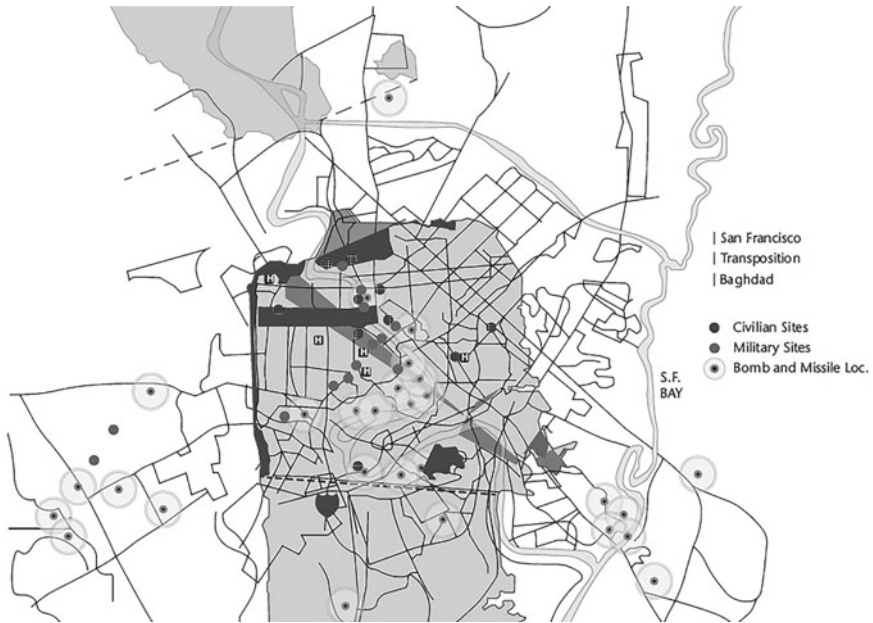 | San Francisco
| Transposition
| Baghdad
Civilian Sites
Military Sites
Bomb and Missile Loc.
S.F.
BAY
H
H
H
H
H